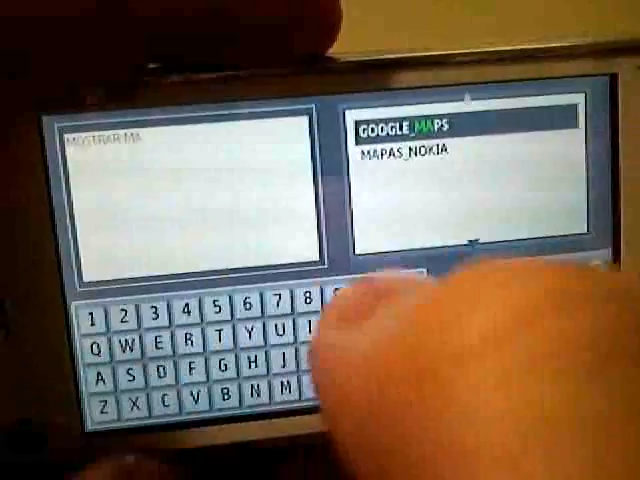 MOSTRAR MA
GOOGLE_MAPS
MAPAS_NOKIA
1 2 3 4 5 6 7 8
Q W E R T Y U I
A S D F G H J
Z X C V B N M